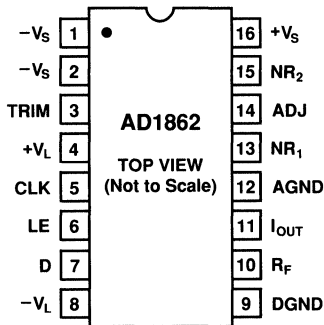 −VS 1 16 +VS
−VS 2 15 NR2
TRIM 3 14 ADJ
+VL 4 13 NR1
CLK 5 12 AGND
LE 6 11 IOUT
D 7 10 RF
−VL 8 9 DGND
AD1862
TOP VIEW
(Not to Scale)